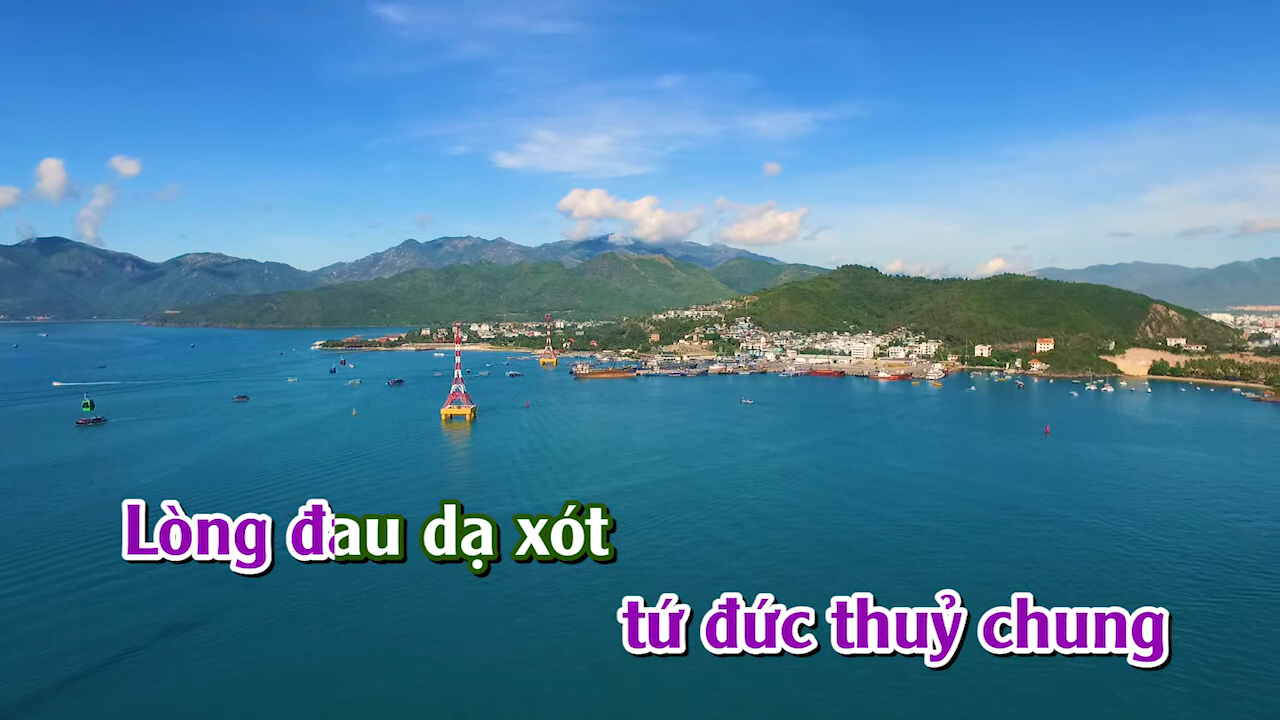 Lòng đau dạ xót
tứ đức thuỷ chung